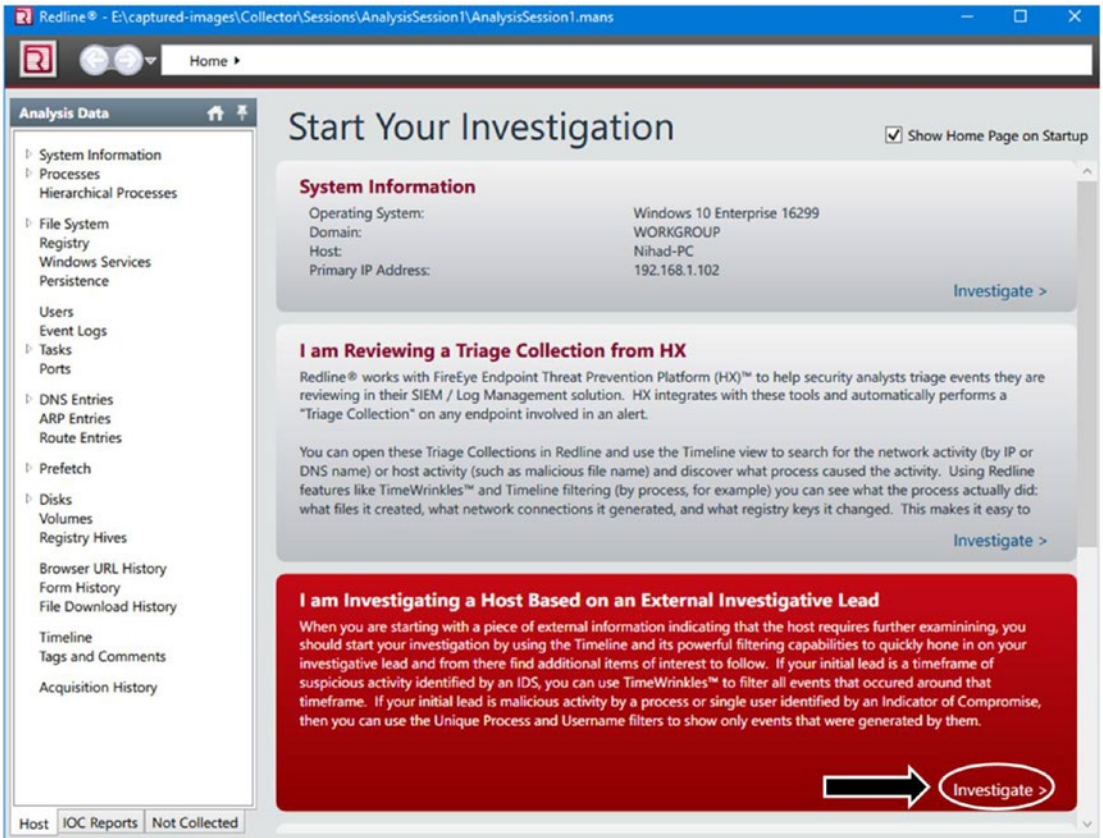 Redline® - E:\captured-images\Collector\Sessions\AnalysisSession1\AnalysisSession1.mans
Home
Analysis Data
System Information
Processes
Hierarchical Processes
File System
Registry
Windows Services
Persistence
Users
Event Logs
Tasks
Ports
DNS Entries
ARP Entries
Route Entries
Prefetch
Disks
Volumes
Registry Hives
Browser URL History
Form History
File Download History
Timeline
Tags and Comments
Acquisition History
Host
IOC Reports
Not Collected
Start Your Investigation
Show Home Page on Startup
System Information
Operating System: Windows 10 Enterprise 16299
Domain: WORKGROUP
Host: Nihad-PC
Primary IP Address: 192.168.1.102
Investigate >
I am Reviewing a Triage Collection from HX
Redline® works with FireEye Endpoint Threat Prevention Platform (HX)™ to help security analysts triage events they are
reviewing in their SIEM / Log Management solution. HX integrates with these tools and automatically performs a
"Triage Collection" on any endpoint involved in an alert.
You can open these Triage Collections in Redline and use the Timeline view to search for the network activity (by IP or
DNS name) or host activity (such as malicious file name) and discover what process caused the activity. Using Redline
features like TimeWrinkles™ and Timeline filtering (by process, for example) you can see what the process actually did:
what files it created, what network connections it generated, and what registry keys it changed. This makes it easy to
Investigate >
I am Investigating a Host Based on an External Investigative Lead
When you are starting with a piece of external information indicating that the host requires further examinining, you
should start your investigation by using the Timeline and its powerful filtering capabilities to quickly hone in on your
investigative lead and from there find additional items of interest to follow. If your initial lead is a timeframe of
suspicious activity identified by an IDS, you can use TimeWrinkles™ to filter all events that occured around that
timeframe. If your initial lead is malicious activity by a process or single user identified by an Indicator of Compromise,
then you can use the Unique Process and Username filters to show only events that were generated by them.
Investigate >